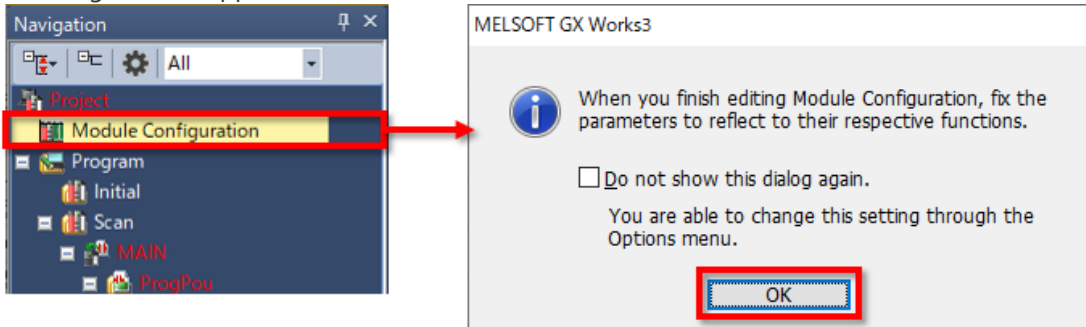 Navigation
All
Project
Module Configuration
Program
Initial
Scan
MAIN
ProgPou
MELSOFT GX Works3
When you finish editing Module Configuration, fix the
parameters to reflect to their respective functions.
Do not show this dialog again.
You are able to change this setting through the
Options menu.
OK